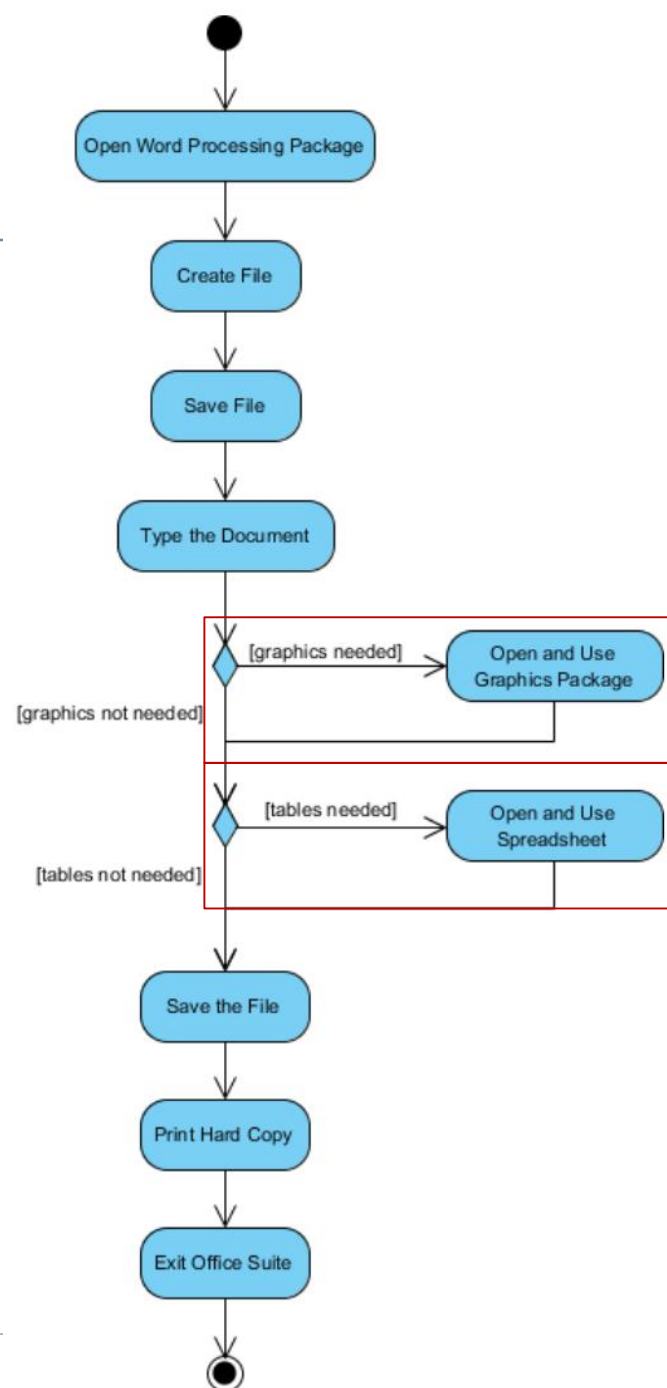 Open Word Processing Package
Create File
Save File
Type the Document
[graphics needed]
Open and Use
Graphics Package
[graphics not needed]
[tables needed]
Open and Use
Spreadsheet
[tables not needed]
Save the File
Print Hard Copy
Exit Office Suite